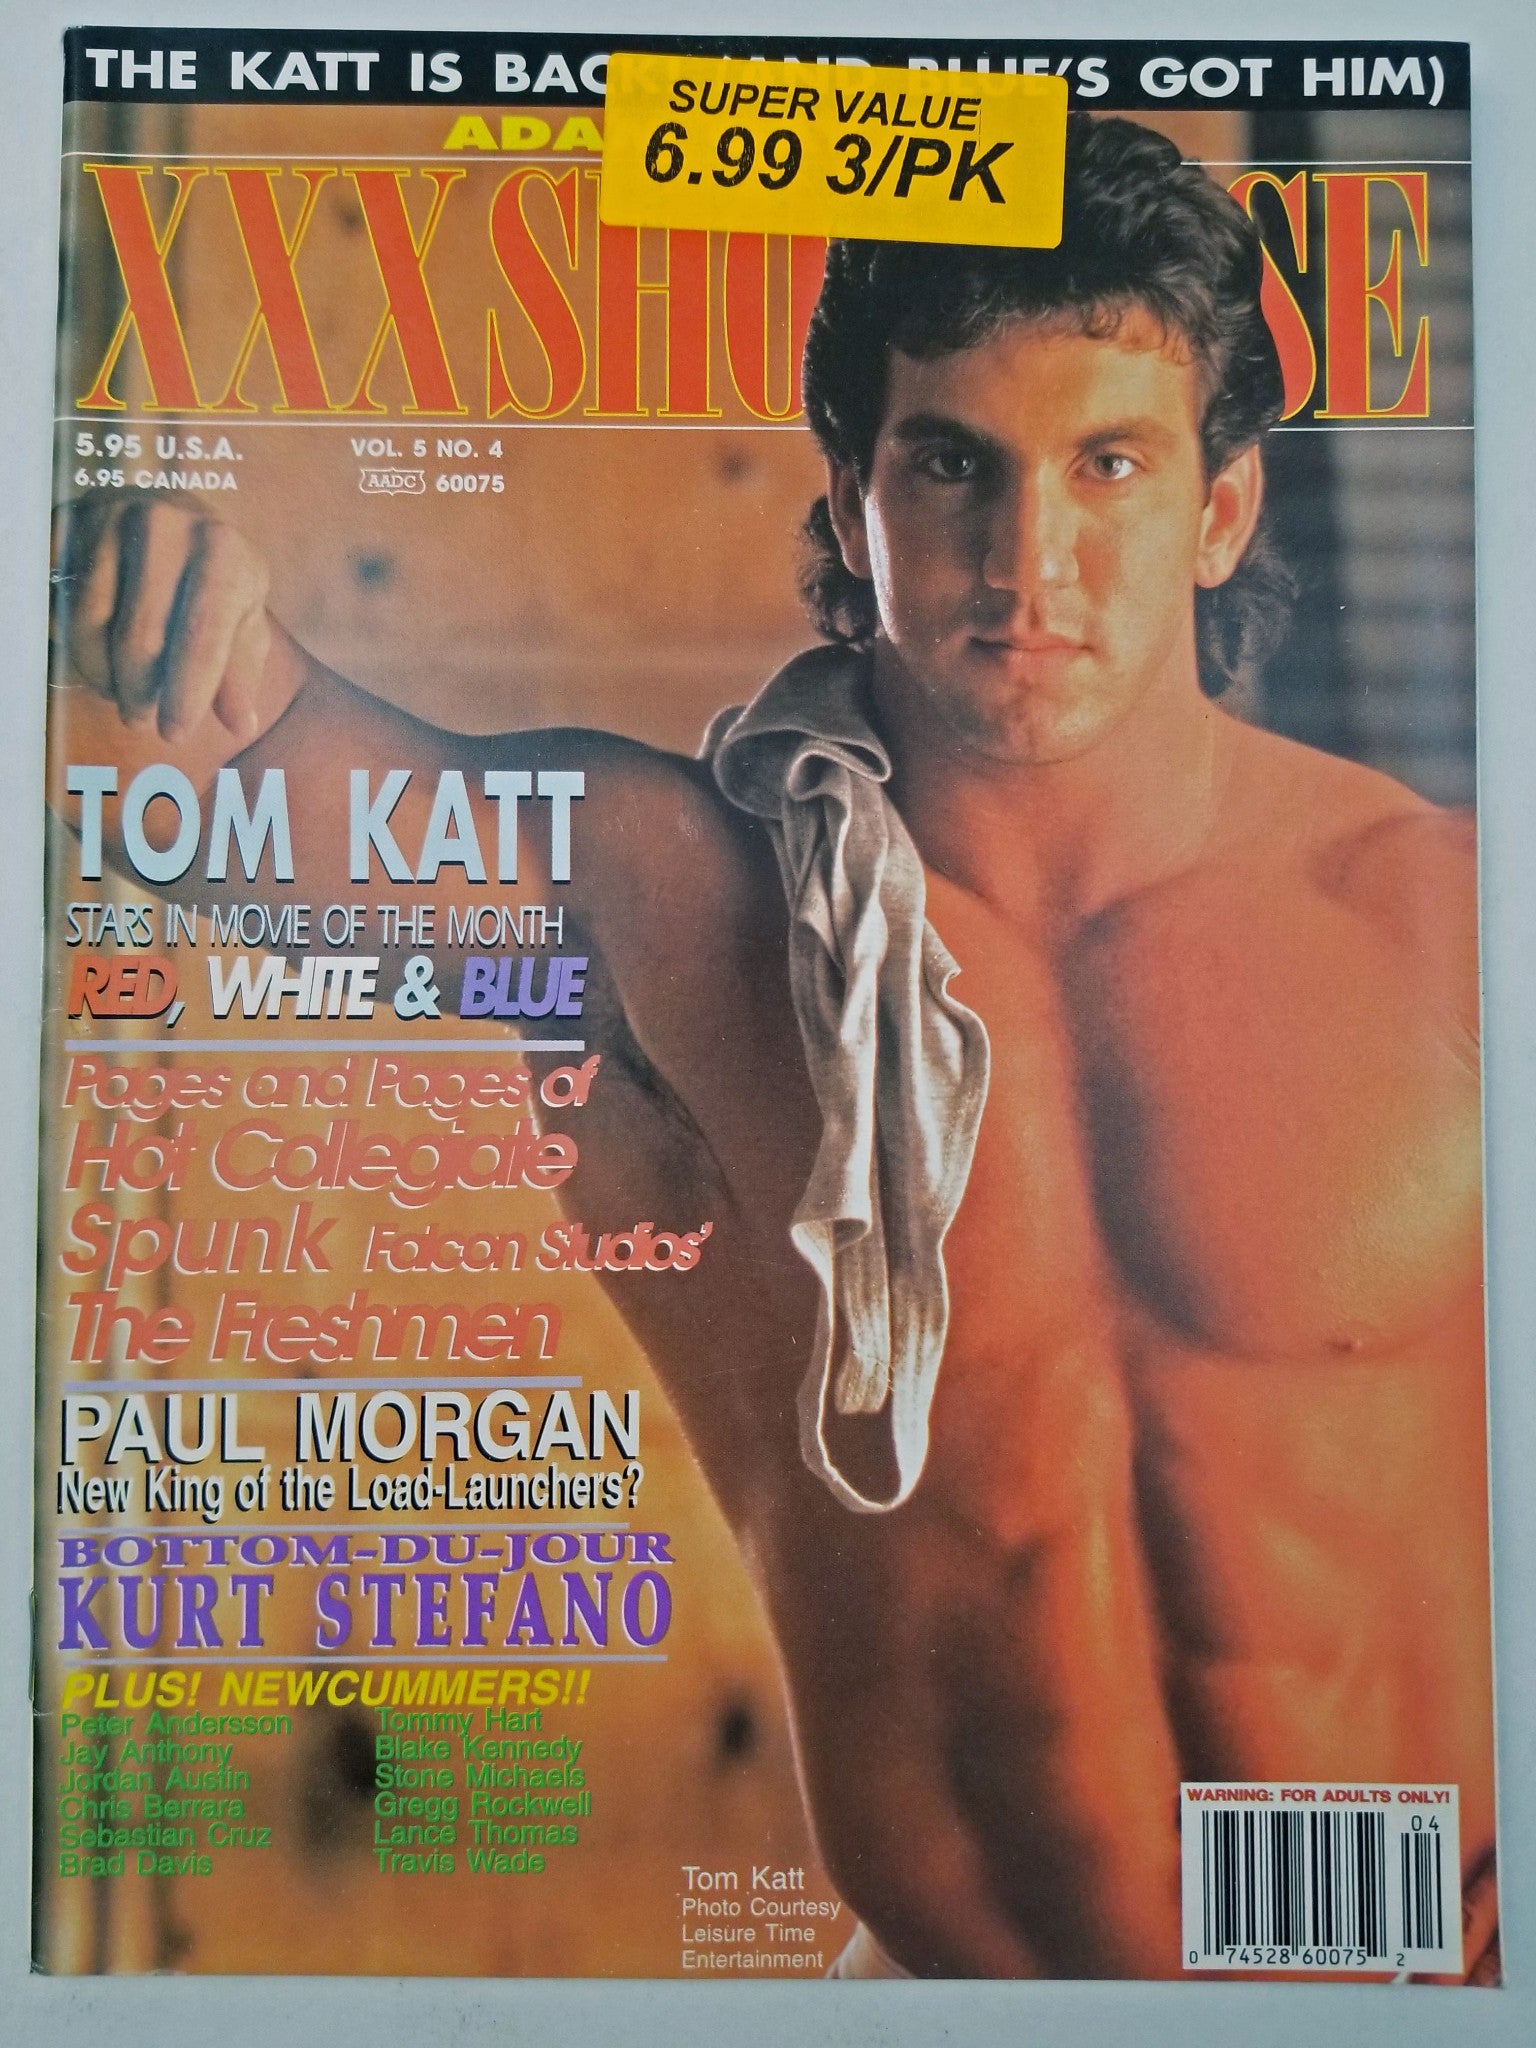 THE KATT IS BACK! (AND BLUE'S GOT HIM)
SUPER VALUE
6.99 3/PK
ADA
XXX SHO SE
5.95 U.S.A.
6.95 CANADA
VOL. 5 NO. 4
AADC 60075
TOM KATT
STARS IN MOVIE OF THE MONTH
RED, WHITE & BLUE
Pages and Pages of
Hot Collegiate
Spunk Falcon Studios'
The Freshmen
PAUL MORGAN
New King of the Load-Launchers?
BOTTOM-DU-JOUR
KURT STEFANO
PLUS! NEWCUMMERS!!
Peter Andersson
Jay Anthony
Jordan Austin
Chris Berrara
Sebastian Cruz
Brad Davis
Tommy Hart
Blake Kennedy
Stone Michaels
Gregg Rockwell
Lance Thomas
Travis Wade
Tom Katt
Photo Courtesy
Leisure Time
Entertainment
WARNING: FOR ADULTS ONLY!
04
0 74528 60075 2